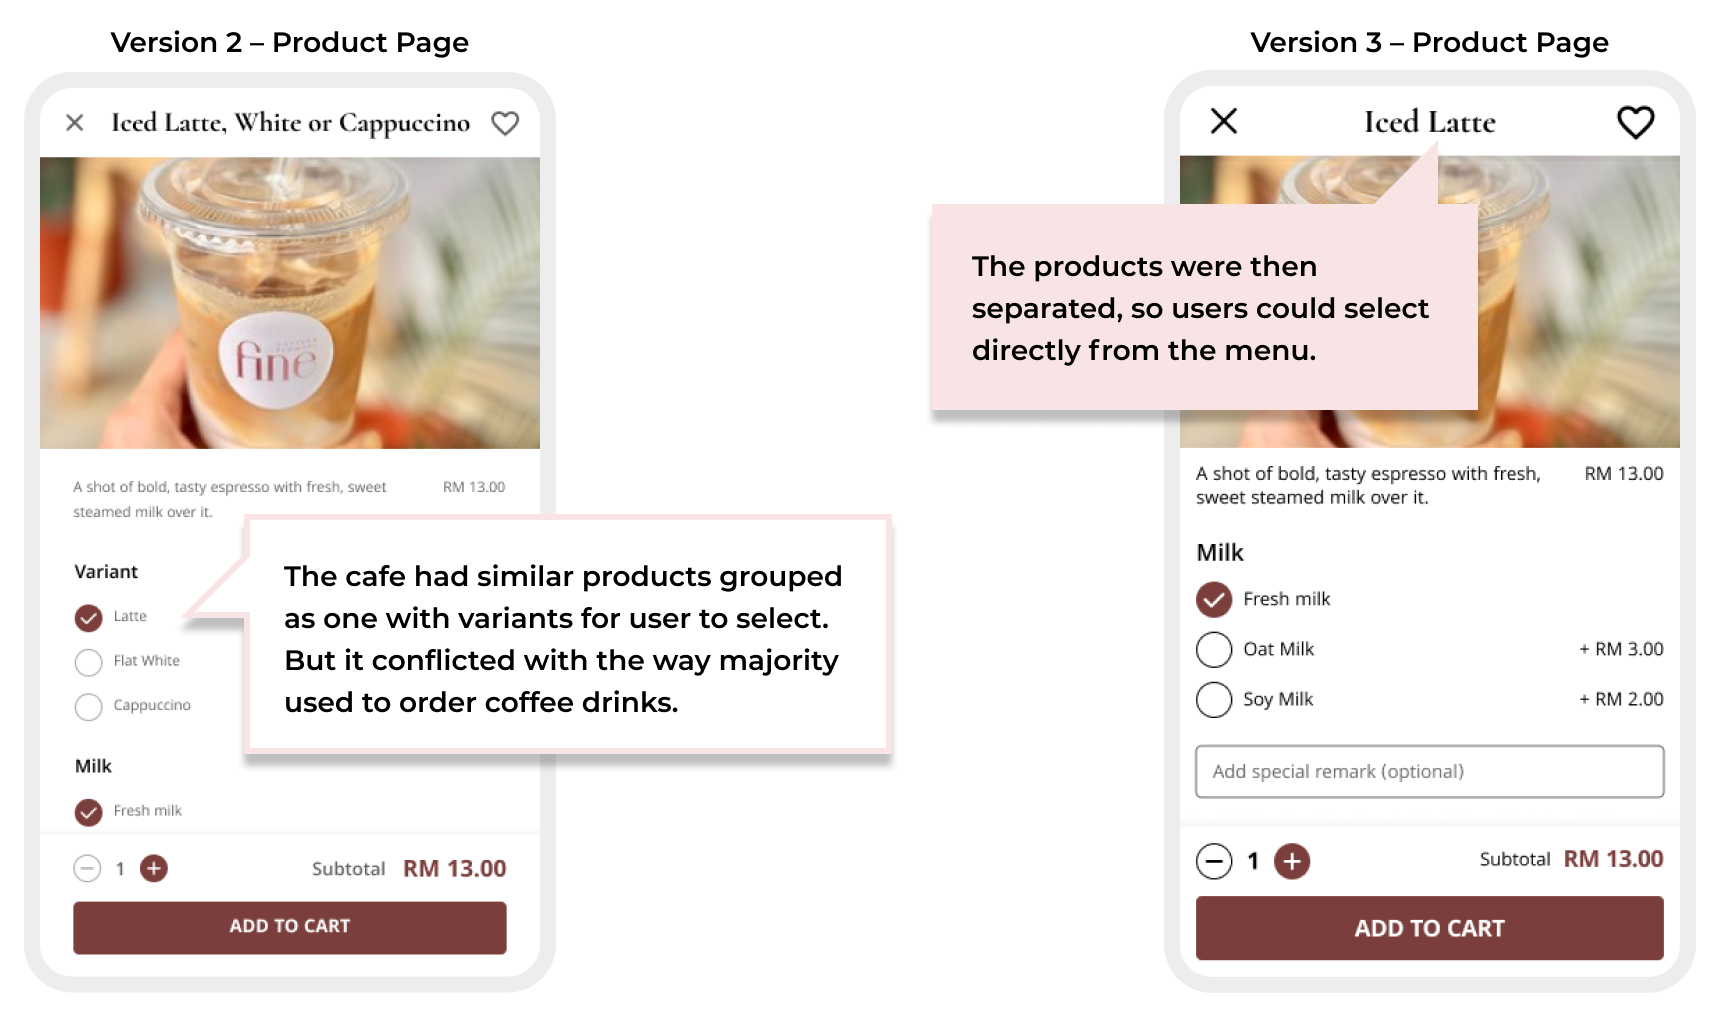 Version 2 – Product Page
Iced Latte, White or Cappuccino
fine
A shot of bold, tasty espresso with fresh, sweet
steamed milk over it.
RM 13.00
Variant
Latte
Flat White
Cappuccino
The cafe had similar products grouped
as one with variants for user to select.
But it conflicted with the way majority
used to order coffee drinks.
Milk
Fresh milk
1
Subtotal RM 13.00
ADD TO CART
Version 3 – Product Page
Iced Latte
The products were then
separated, so users could select
directly from the menu.
A shot of bold, tasty espresso with fresh,
sweet steamed milk over it.
RM 13.00
Milk
Fresh milk
Oat Milk + RM 3.00
Soy Milk + RM 2.00
Add special remark (optional)
1
Subtotal RM 13.00
ADD TO CART